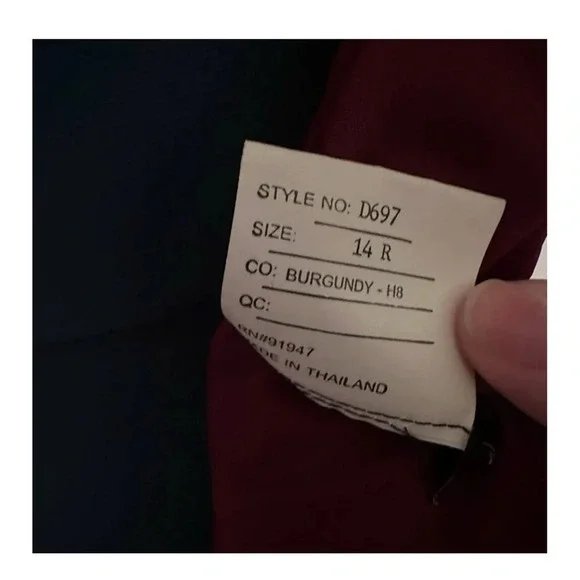 STYLE NO: D697
SIZE: 14 R
CO: BURGUNDY - H8
QC:
RN#91947
MADE IN THAILAND